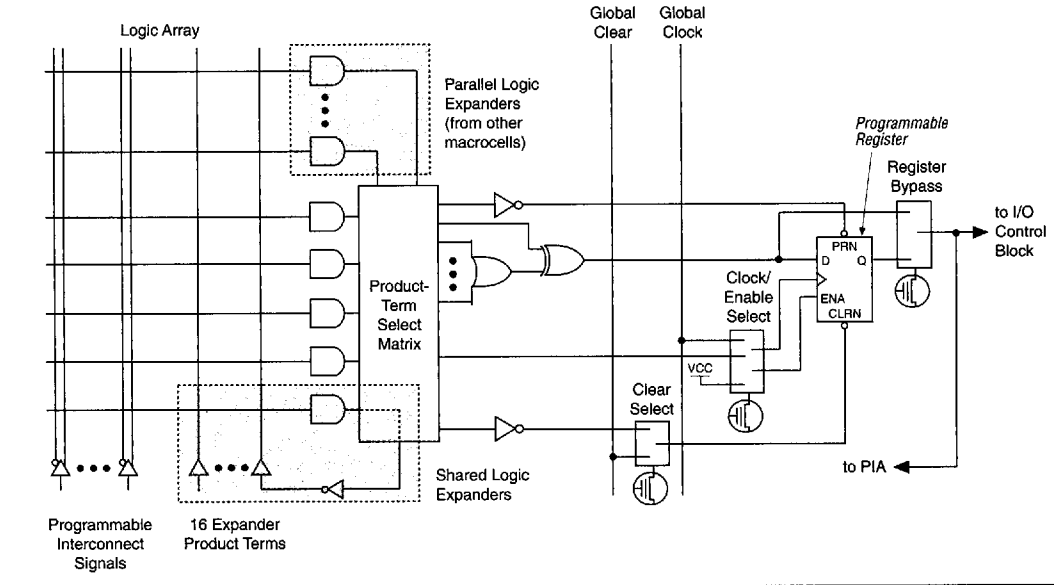 Logic Array
Global
Clear
Global
Clock
Parallel Logic
Expanders
(from other
macrocells)
Programmable
Register
Register
Bypass
to I/O
Control
Block
PRN
D
Q
ENA
CLRN
Clock/
Enable
Select
Product-
Term
Select
Matrix
VCC
Clear
Select
to PIA
Shared Logic
Expanders
Programmable
Interconnect
Signals
16 Expander
Product Terms